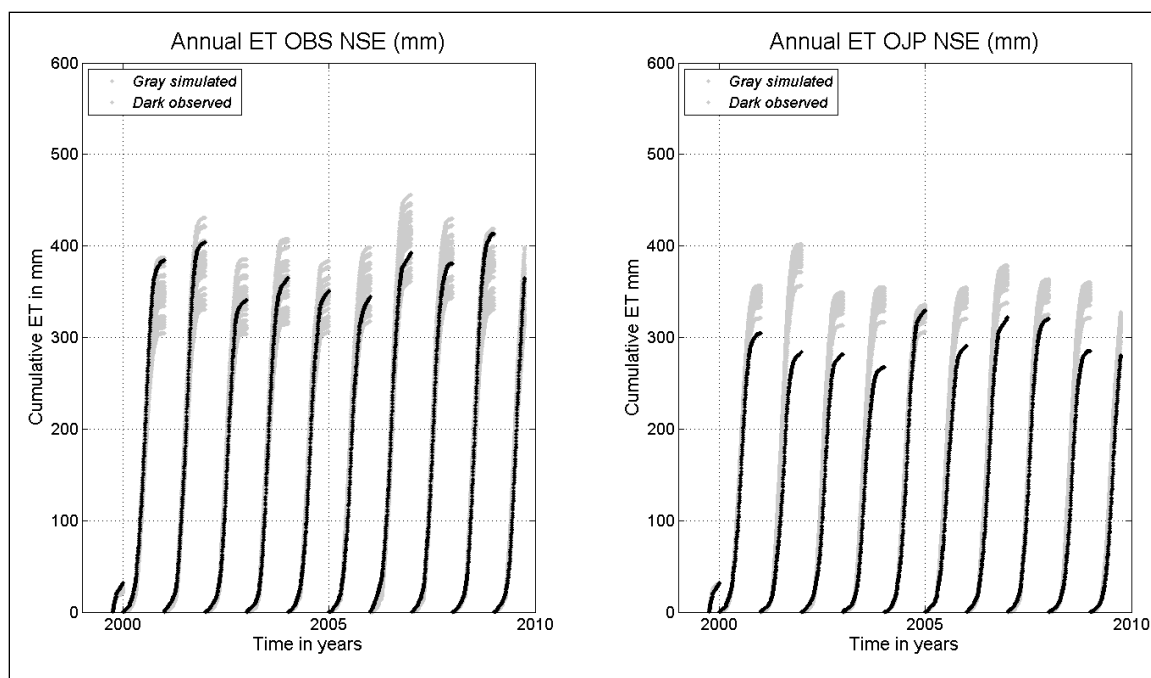 Annual ET OBS NSE (mm)
600
500
400
300
200
100
0
Cumulative ET in mm
Gray simulated
Dark observed
2000
2005
2010
Time in years
Annual ET OJP NSE (mm)
600
500
400
300
200
100
0
Cumulative ET mm
Gray simulated
Dark observed
2000
2005
2010
Time in years